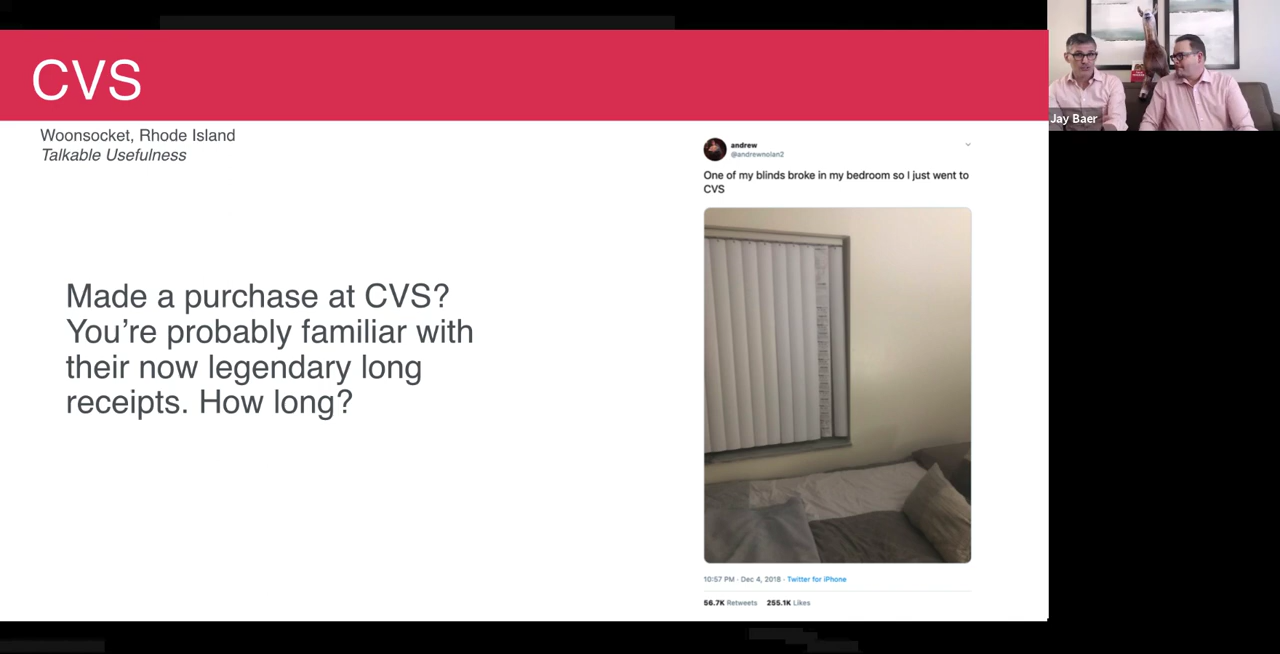 CVS
Woonsocket, Rhode Island
Talkable Usefulness
Made a purchase at CVS?
You’re probably familiar with
their now legendary long
receipts. How long?
andrew
@andrewnolan2
One of my blinds broke in my bedroom so I just went to
CVS
10:57 PM · Dec 4, 2018 · Twitter for iPhone
56.7K Retweets 255.1K Likes
Jay Baer